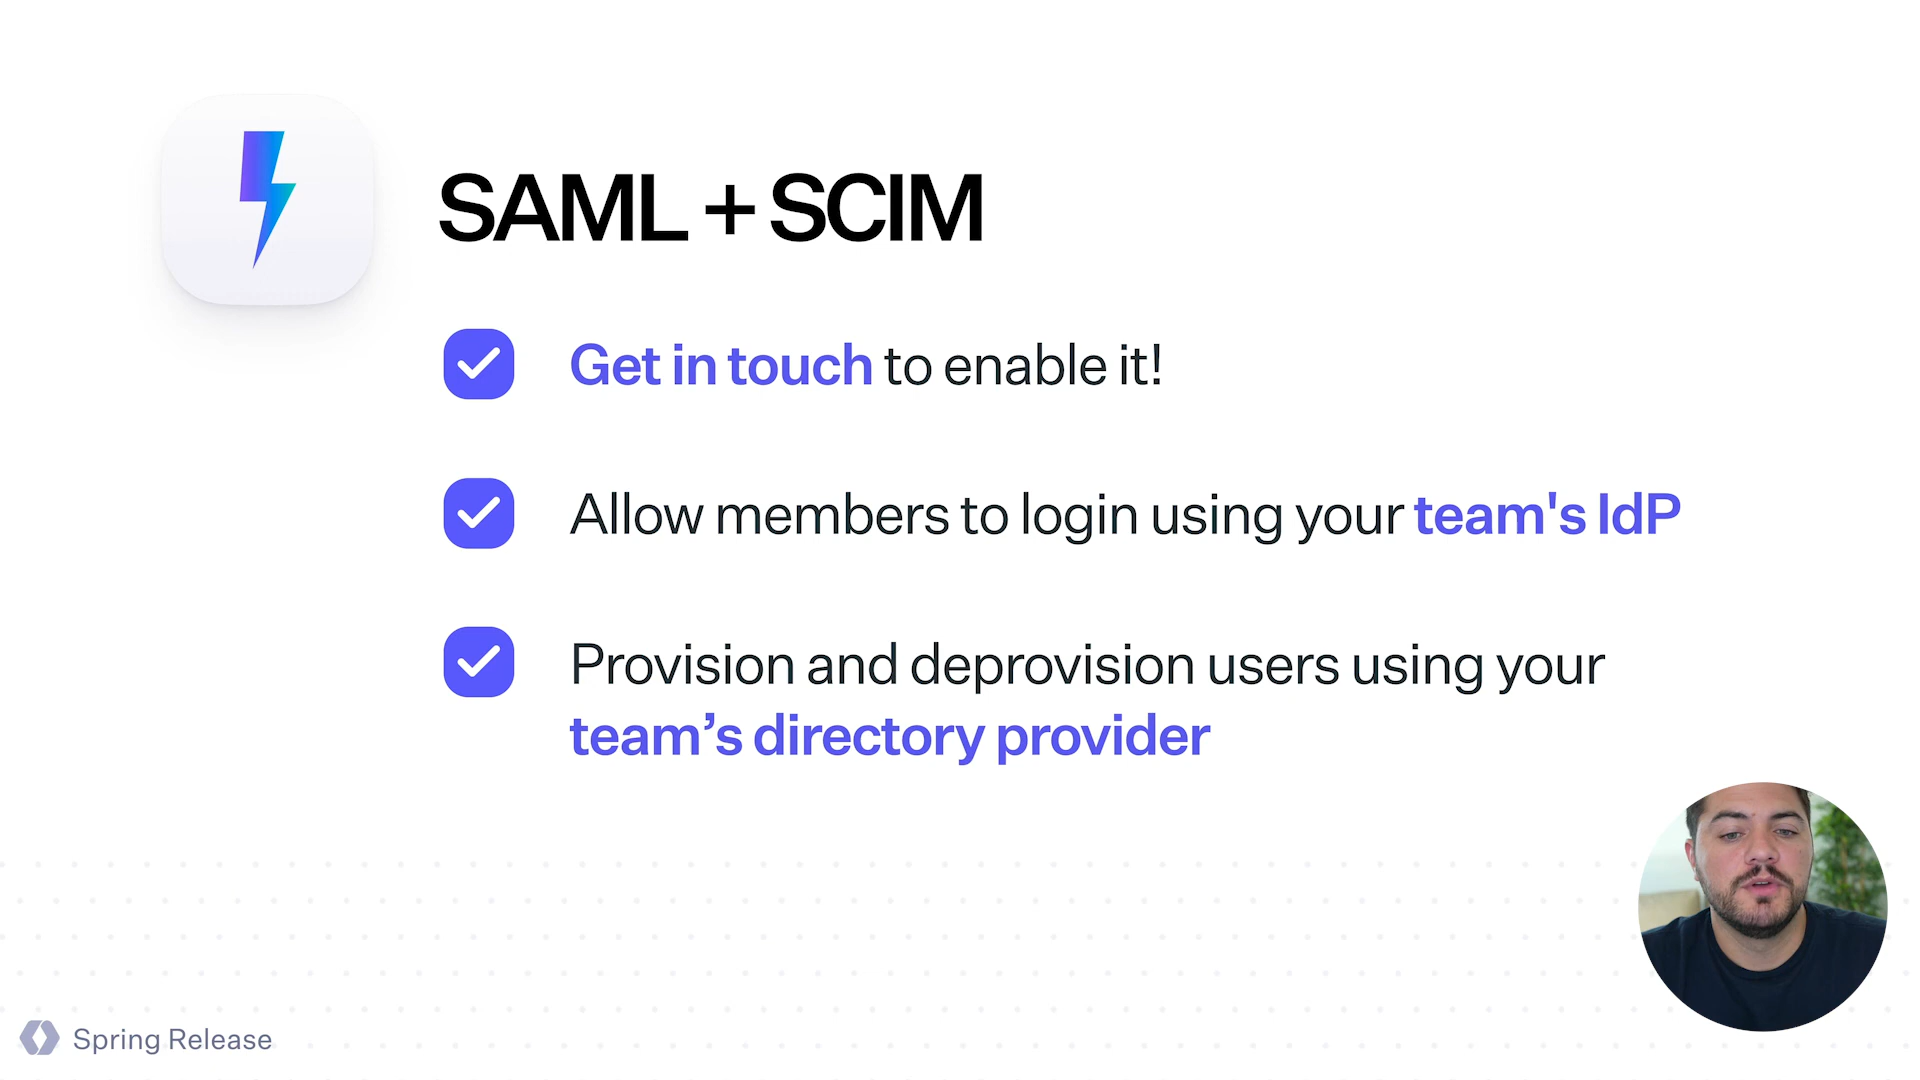 SAML + SCIM
Get in touch to enable it!
Allow members to login using your team's IdP
Provision and deprovision users using your
team’s directory provider
Spring Release